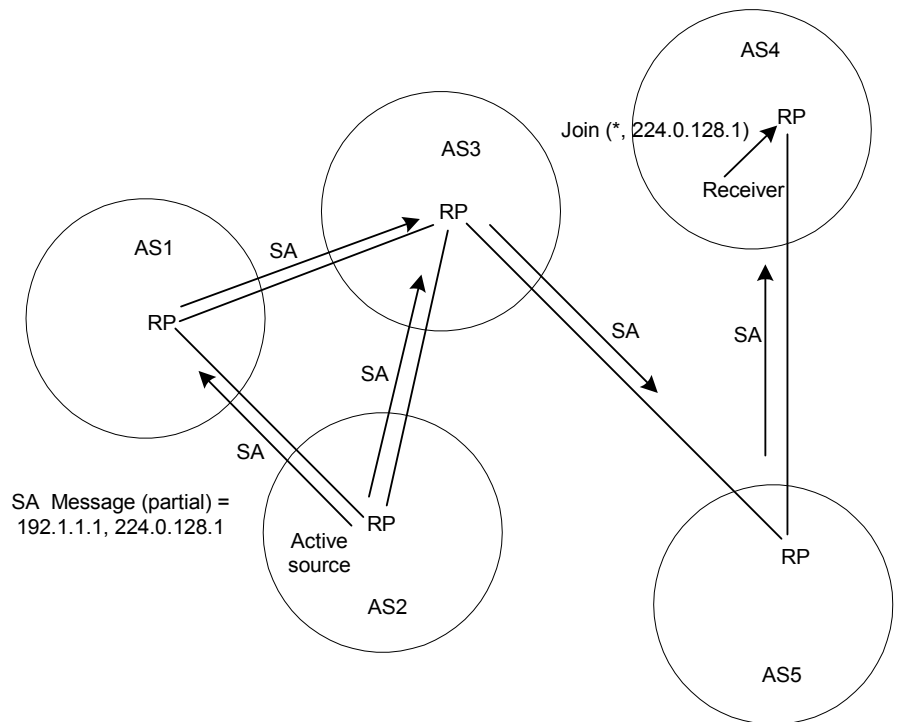 AS4
RP
Join (*, 224.0.128.1)
Receiver
AS3
RP
SA
AS1
RP
SA
SA
SA
SA
SA Message (partial) =
192.1.1.1, 224.0.128.1
RP
Active
source
AS2
RP
AS5